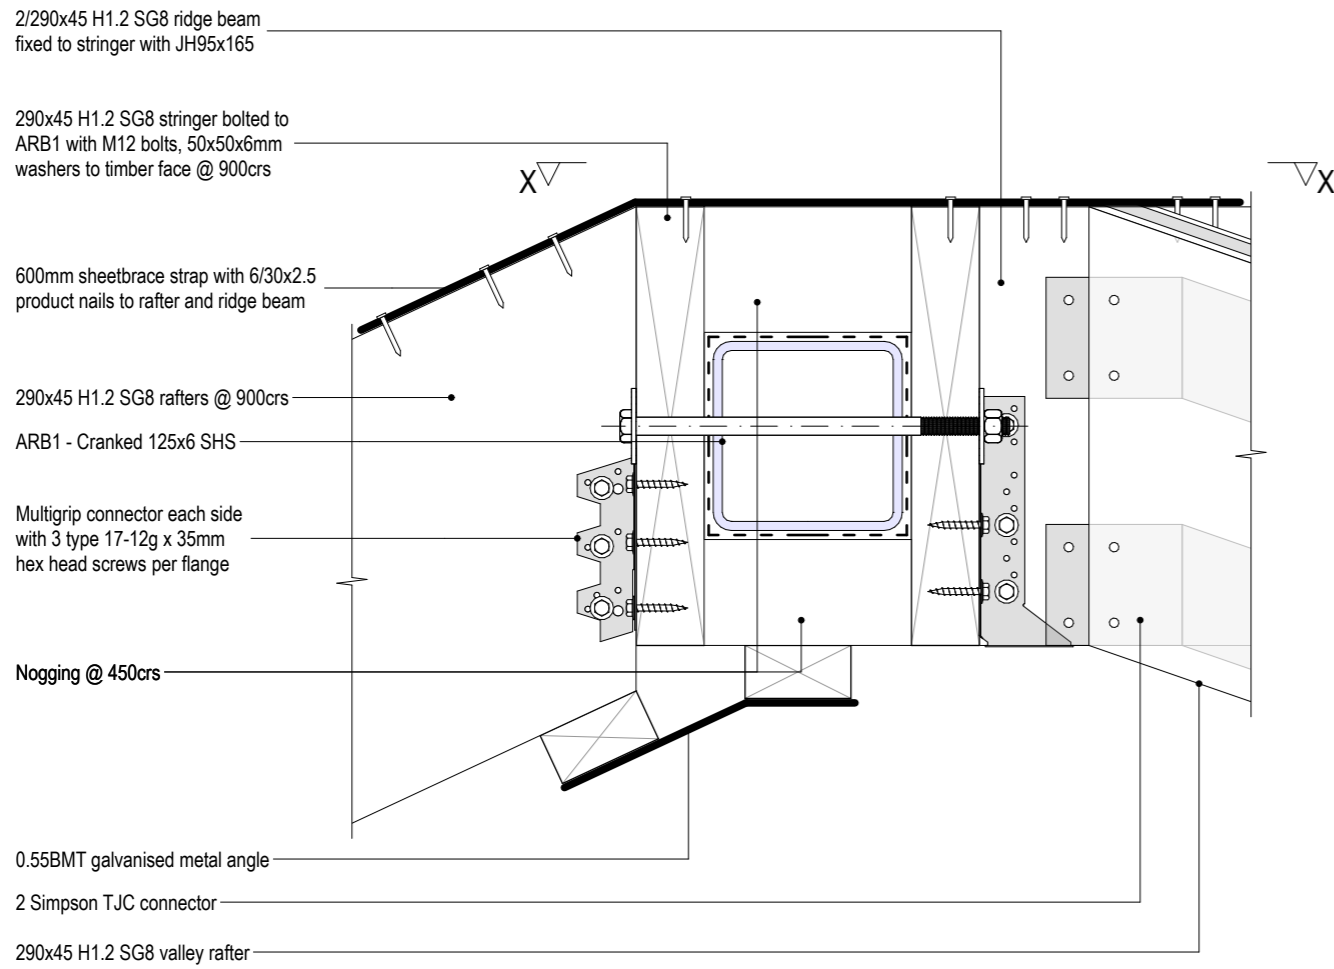 2/290x45 H1.2 SG8 ridge beam
fixed to stringer with JH95x165
290x45 H1.2 SG8 stringer bolted to
ARB1 with M12 bolts, 50x50x6mm
washers to timber face @ 900crs
X
X
600mm sheetbrace strap with 6/30x2.5
product nails to rafter and ridge beam
290x45 H1.2 SG8 rafters @ 900crs
ARB1 - Cranked 125x6 SHS
Multigrip connector each side
with 3 type 17-12g x 35mm
hex head screws per flange
Nogging @ 450crs
0.55BMT galvanised metal angle
2 Simpson TJC connector
290x45 H1.2 SG8 valley rafter